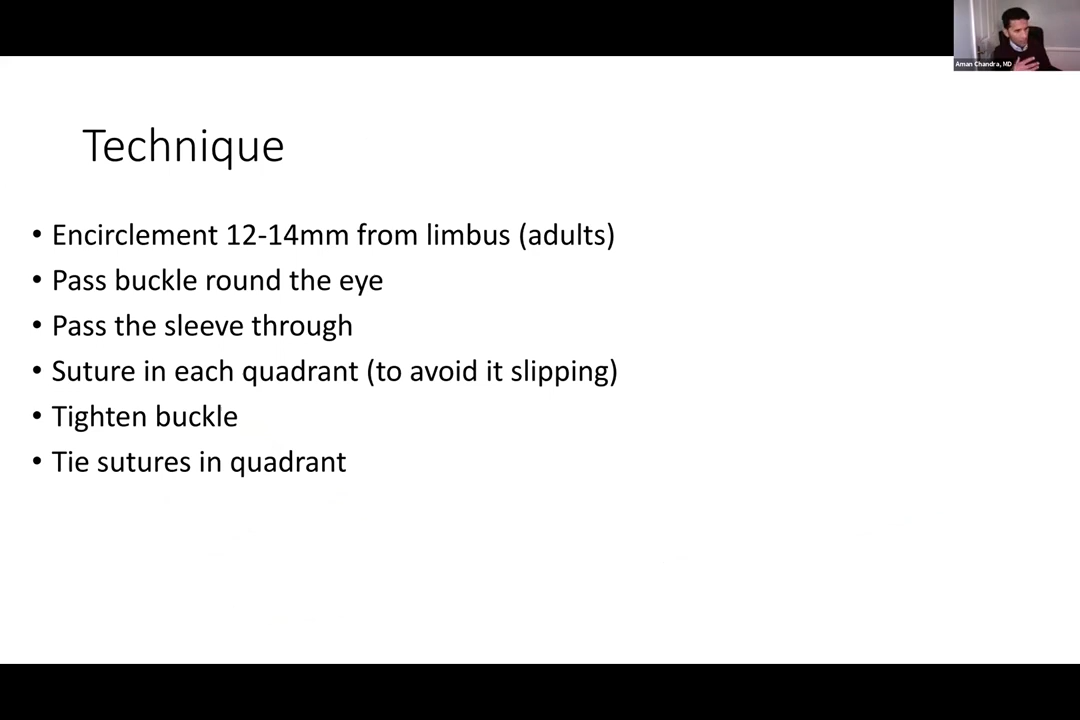 Aman Chandra, MD
Technique
• Encirclement 12-14mm from limbus (adults)
• Pass buckle round the eye
• Pass the sleeve through
• Suture in each quadrant (to avoid it slipping)
• Tighten buckle
• Tie sutures in quadrant